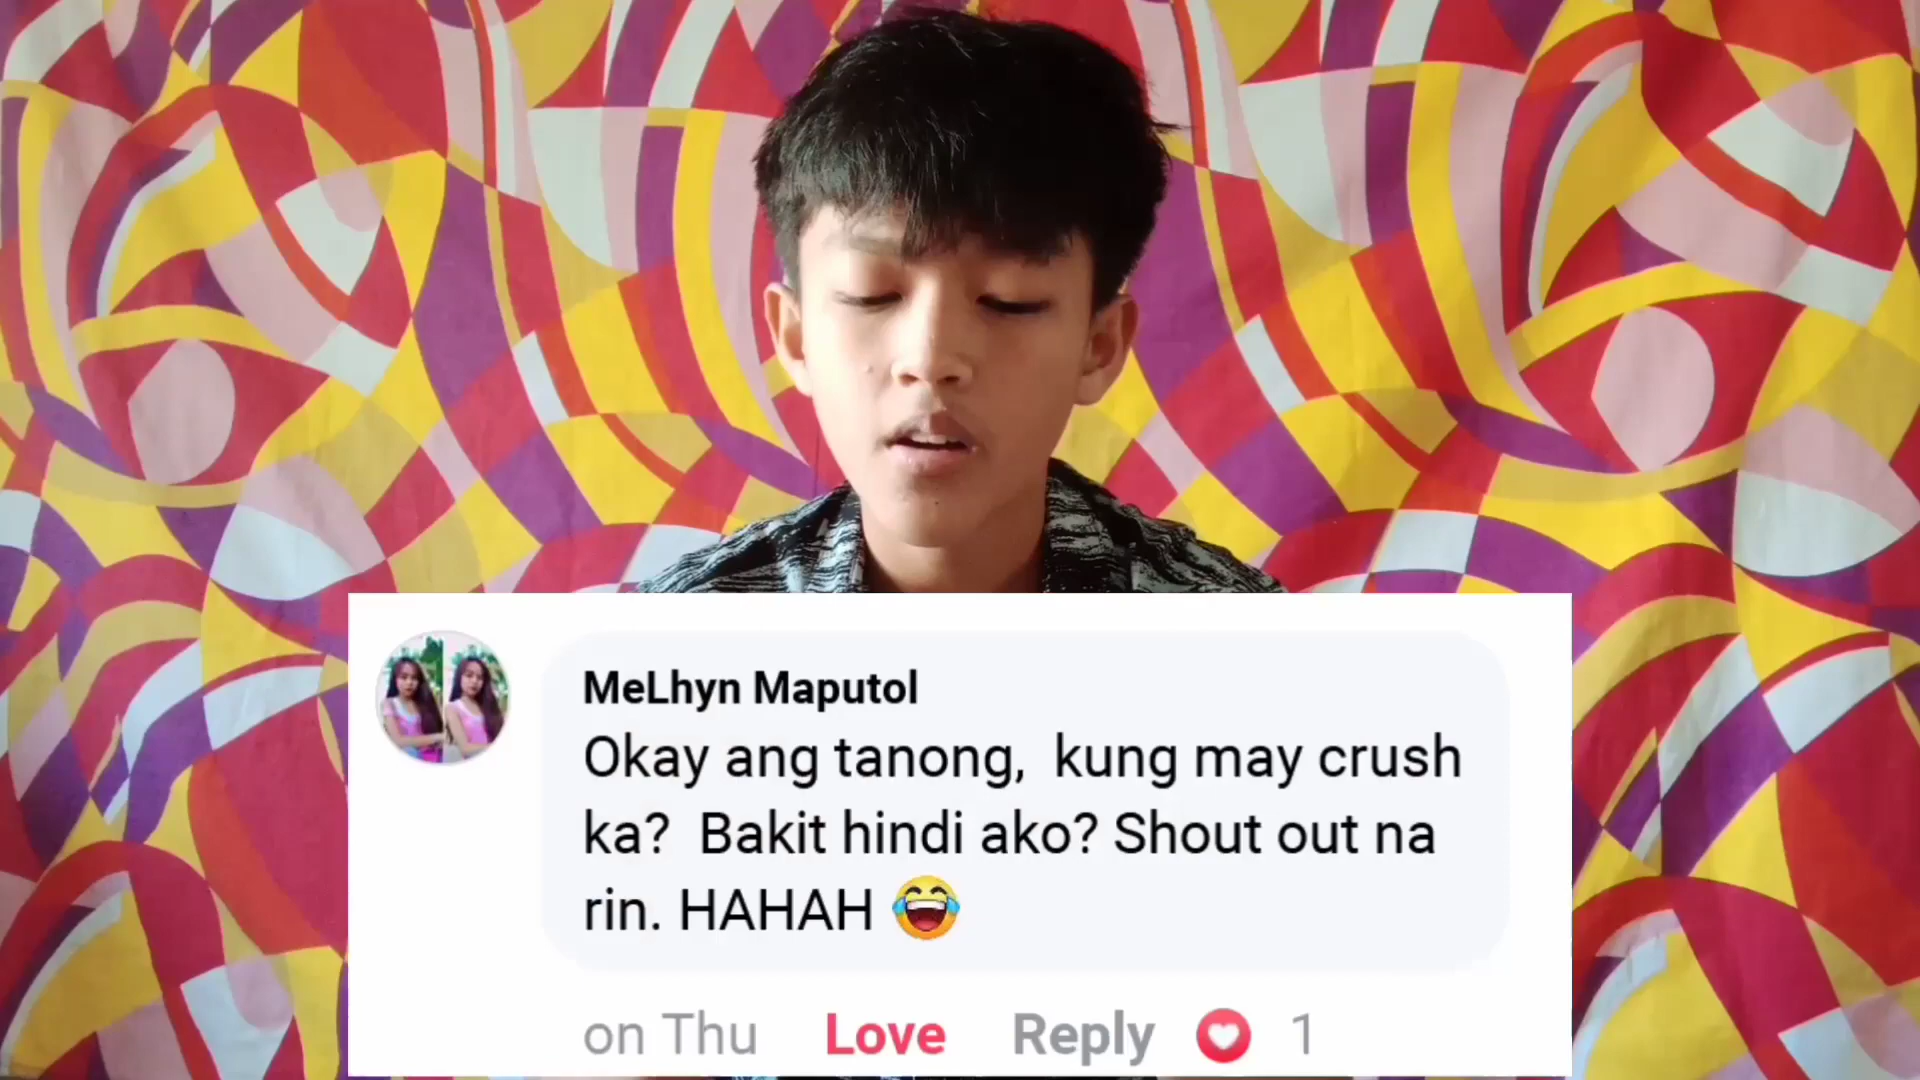 MeLhyn Maputol
Okay ang tanong, kung may crush
ka? Bakit hindi ako? Shout out na
rin. HAHAH 😂
on Thu Love Reply 1